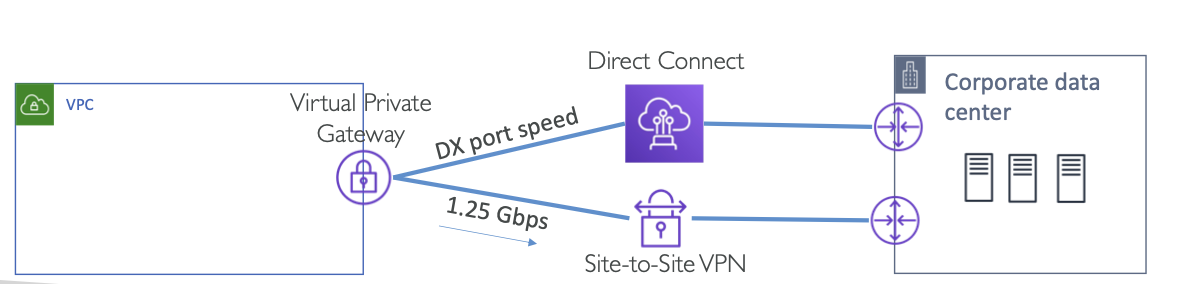 Direct Connect
VPC
Virtual Private
Gateway
DX port speed
1.25 Gbps
Site-to-Site VPN
Corporate data
center